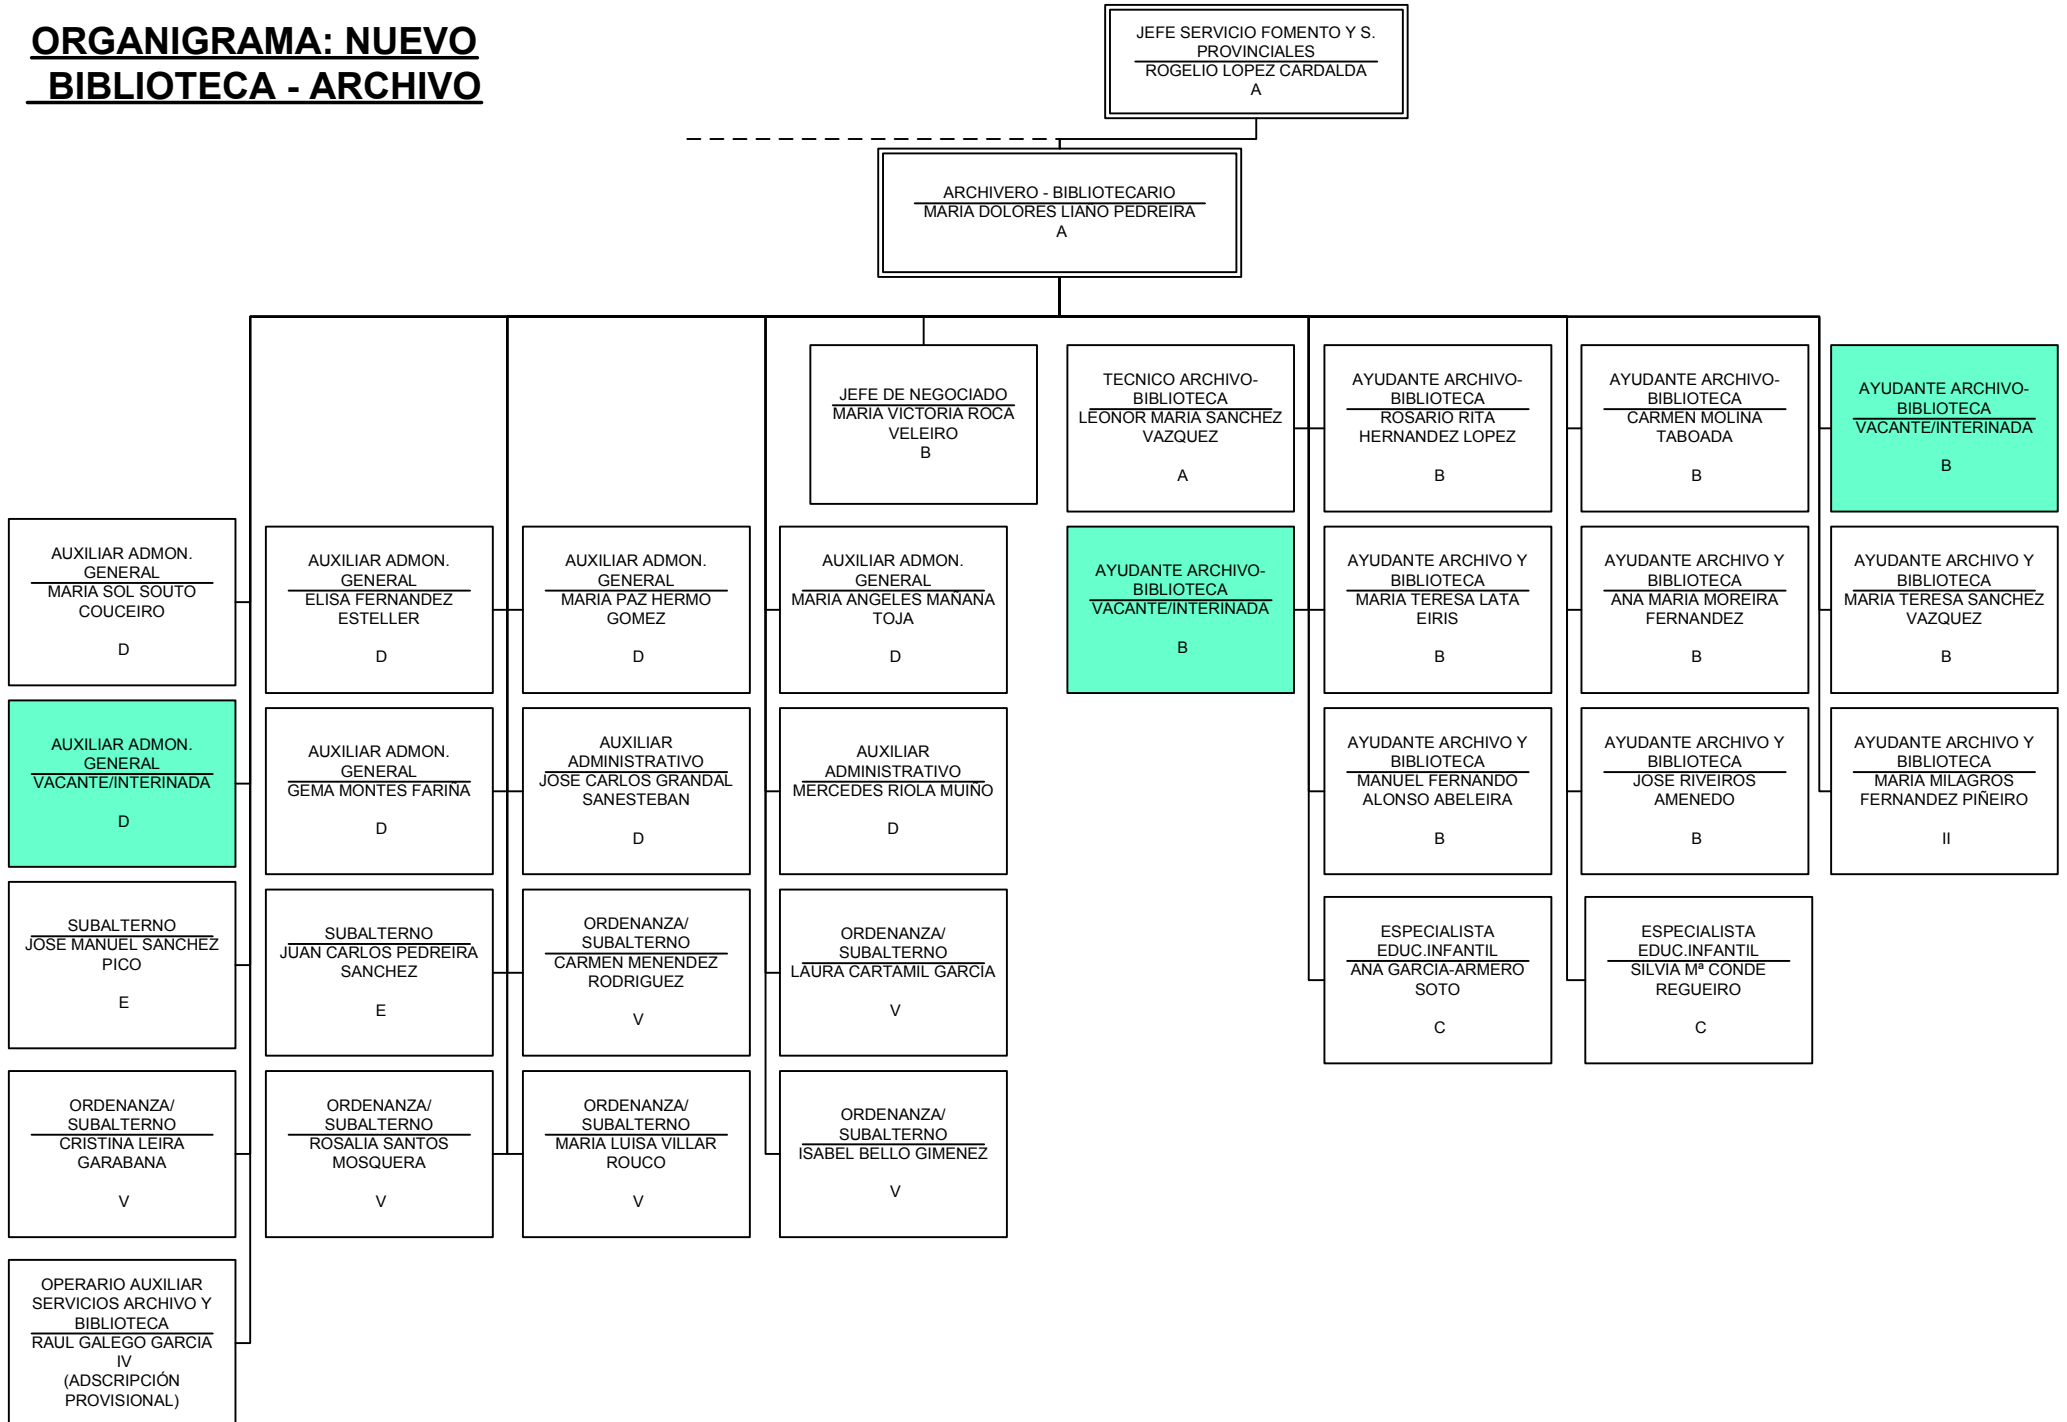 ORGANIGRAMA: NUEVO
BIBLIOTECA - ARCHIVO
JEFE SERVICIO FOMENTO Y S.
PROVINCIALES
ROGELIO LOPEZ CARDALDA
A
ARCHIVERO - BIBLIOTECARIO
MARIA DOLORES LIAÑO PEDREIRA
A
JEFE DE NEGOCIADO
MARIA VICTORIA ROCA
VELEIRO
B
TECNICO ARCHIVO-
BIBLIOTECA
LEONOR MARIA SANCHEZ
VAZQUEZ
A
AYUDANTE ARCHIVO-
BIBLIOTECA
ROSARIO RITA
HERNANDEZ LOPEZ
B
AYUDANTE ARCHIVO-
BIBLIOTECA
CARMEN MOLINA
TABOADA
B
AYUDANTE ARCHIVO-
BIBLIOTECA
VACANTE/INTERINADA
B
AUXILIAR ADMON.
GENERAL
MARIA SOL SOUTO
COUCEIRO
D
AUXILIAR ADMON.
GENERAL
ELISA FERNANDEZ
ESTELLER
D
AUXILIAR ADMON.
GENERAL
MARIA PAZ HERMO
GOMEZ
D
AUXILIAR ADMON.
GENERAL
MARIA ANGELES MAÑANA
TOJA
D
AYUDANTE ARCHIVO-
BIBLIOTECA
VACANTE/INTERINADA
B
AYUDANTE ARCHIVO Y
BIBLIOTECA
MARIA TERESA LATA
EIRIS
B
AYUDANTE ARCHIVO Y
BIBLIOTECA
ANA MARIA MOREIRA
FERNANDEZ
B
AYUDANTE ARCHIVO Y
BIBLIOTECA
MARIA TERESA SANCHEZ
VAZQUEZ
B
AUXILIAR ADMON.
GENERAL
VACANTE/INTERINADA
D
AUXILIAR ADMON.
GENERAL
GEMA MONTES FARIÑA
D
AUXILIAR
ADMINISTRATIVO
JOSE CARLOS GRANDAL
SANESTEBAN
D
AUXILIAR
ADMINISTRATIVO
MERCEDES RIOLA MUIÑO
D
AYUDANTE ARCHIVO Y
BIBLIOTECA
MANUEL FERNANDO
ALONSO ABELEIRA
B
AYUDANTE ARCHIVO Y
BIBLIOTECA
JOSE RIVEIROS
AMENEDO
B
AYUDANTE ARCHIVO Y
BIBLIOTECA
MARIA MILAGROS
FERNANDEZ PIÑEIRO
II
SUBALTERNO
JOSE MANUEL SANCHEZ
PICO
E
SUBALTERNO
JUAN CARLOS PEDREIRA
SANCHEZ
E
ORDENANZA/
SUBALTERNO
CARMEN MENENDEZ
RODRIGUEZ
V
ORDENANZA/
SUBALTERNO
LAURA CARTAMIL GARCÍA
V
ESPECIALISTA
EDUC.INFANTIL
ANA GARCIA-ARMERO
SOTO
C
ESPECIALISTA
EDUC.INFANTIL
SILVIA Mª CONDE
REGUEIRO
C
ORDENANZA/
SUBALTERNO
CRISTINA LEIRA
GARABANA
V
ORDENANZA/
SUBALTERNO
ROSALIA SANTOS
MOSQUERA
V
ORDENANZA/
SUBALTERNO
MARIA LUISA VILLAR
ROUCO
V
ORDENANZA/
SUBALTERNO
ISABEL BELLO GIMENEZ
V
OPERARIO AUXILIAR
SERVICIOS ARCHIVO Y
BIBLIOTECA
RAUL GALEGO GARCIA
IV
(ADSCRIPCIÓN
PROVISIONAL)